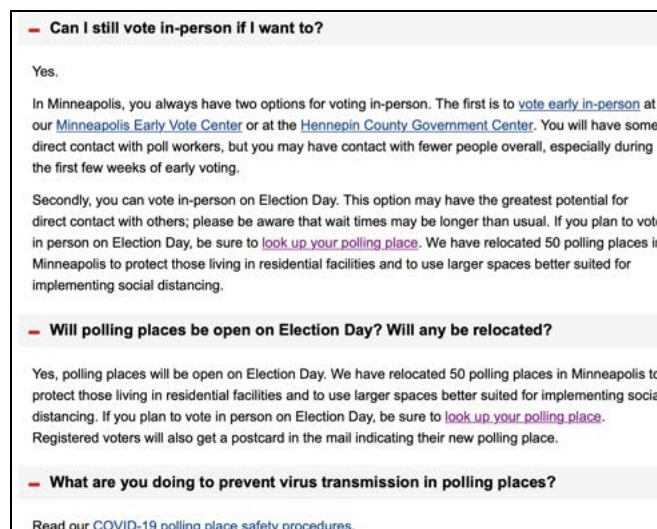 Can I still vote in-person if I want to?
Yes.
In Minneapolis, you always have two options for voting in-person. The first is to vote early in-person at
our Minneapolis Early Vote Center or at the Hennepin County Government Center. You will have some
direct contact with poll workers, but you may have contact with fewer people overall, especially during
the first few weeks of early voting.
Secondly, you can vote in-person on Election Day. This option may have the greatest potential for
direct contact with others; please be aware that wait times may be longer than usual. If you plan to vote
in person on Election Day, be sure to look up your polling place. We have relocated 50 polling places in
Minneapolis to protect those living in residential facilities and to use larger spaces better suited for
implementing social distancing.
Will polling places be open on Election Day? Will any be relocated?
Yes, polling places will be open on Election Day. We have relocated 50 polling places in Minneapolis to
protect those living in residential facilities and to use larger spaces better suited for implementing social
distancing. If you plan to vote in person on Election Day, be sure to look up your polling place.
Registered voters will also get a postcard in the mail indicating their new polling place.
What are you doing to prevent virus transmission in polling places?
Read our COVID-19 polling place safety procedures.